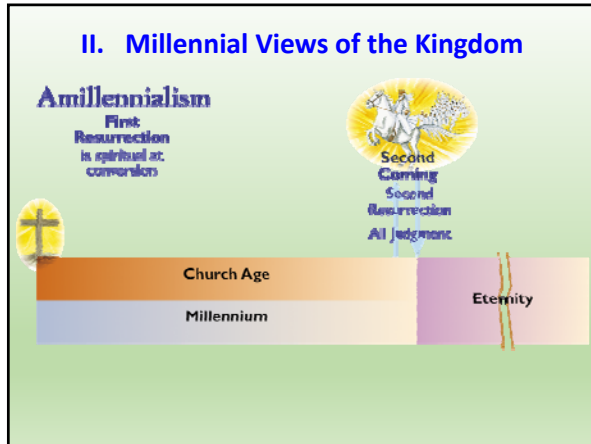 II. Millennial Views of the Kingdom
Amillennialism
First
Resurrection
is spiritual at
conversion
Second
Coming
Second
Resurrection
All Judgment
Church Age
Millennium
Eternity